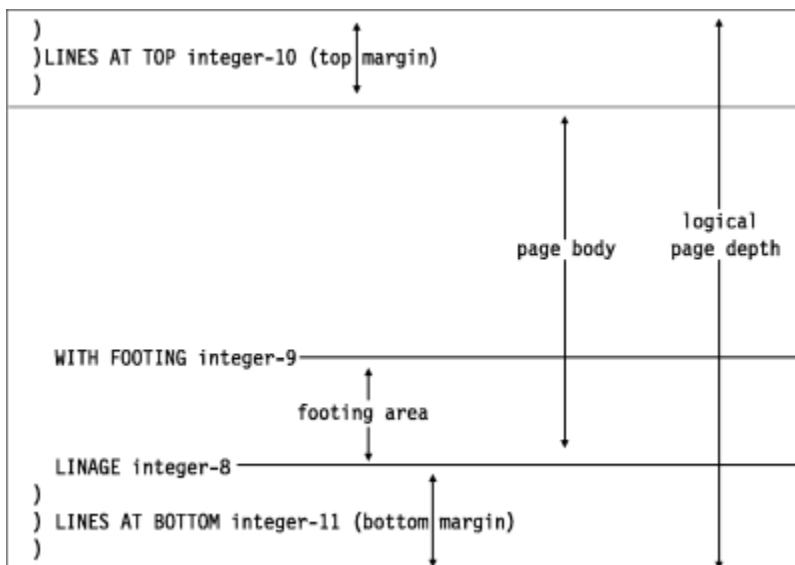 )
)LINES AT TOP integer-10 (top margin)
)
logical
page body page depth
WITH FOOTING integer-9
footing area
LINAGE integer-8
)
) LINES AT BOTTOM integer-11 (bottom margin)
)